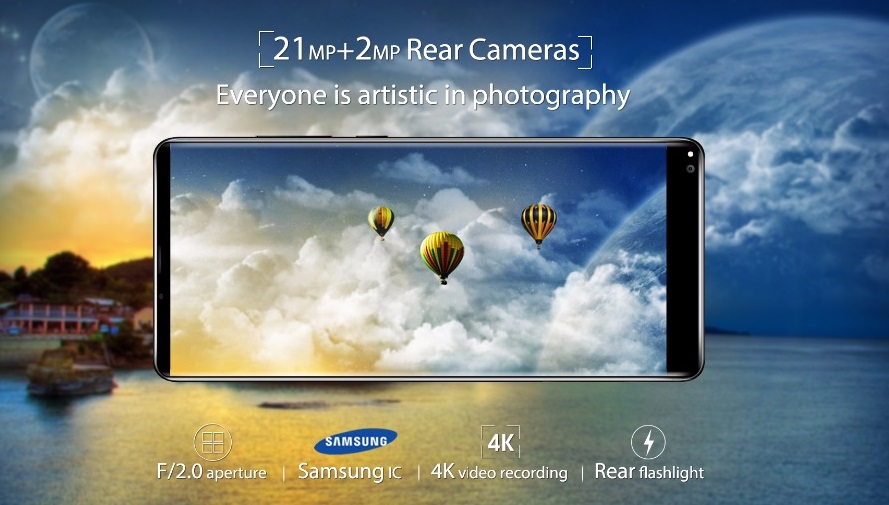 21MP+2MP Rear Cameras
Everyone is artistic in photography
SAMSUNG
4K
F/2.0 aperture | Samsung IC | 4K video recording | Rear flashlight